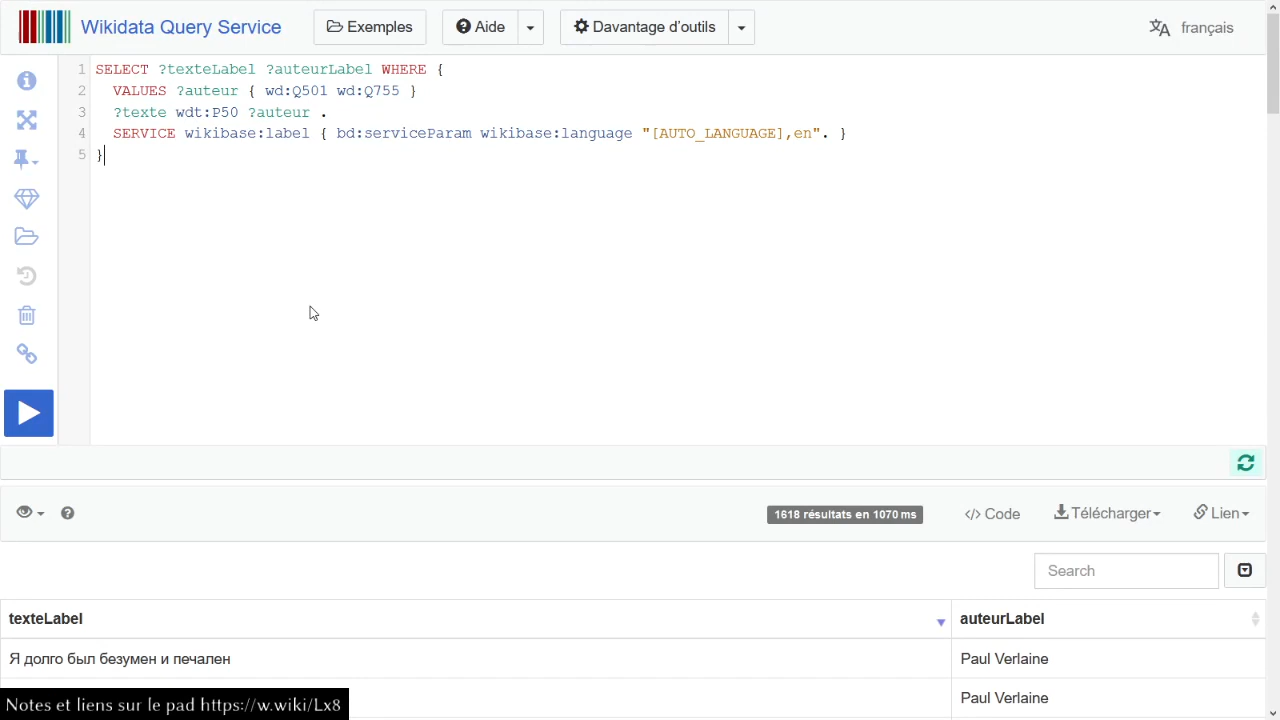 Wikidata Query Service Exemples Aide Davantage d’outils français
1 SELECT ?texteLabel ?auteurLabel WHERE {
2 VALUES ?auteur { wd:Q501 wd:Q755 }
3 ?texte wdt:P50 ?auteur .
4 SERVICE wikibase:label { bd:serviceParam wikibase:language "[AUTO_LANGUAGE],en". }
5 }
1618 résultats en 1070 ms </> Code Télécharger Lien
Search
texteLabel auteurLabel
Я долго был безумен и печален Paul Verlaine
Paul Verlaine
Notes et liens sur le pad https://w.wiki/Lx8